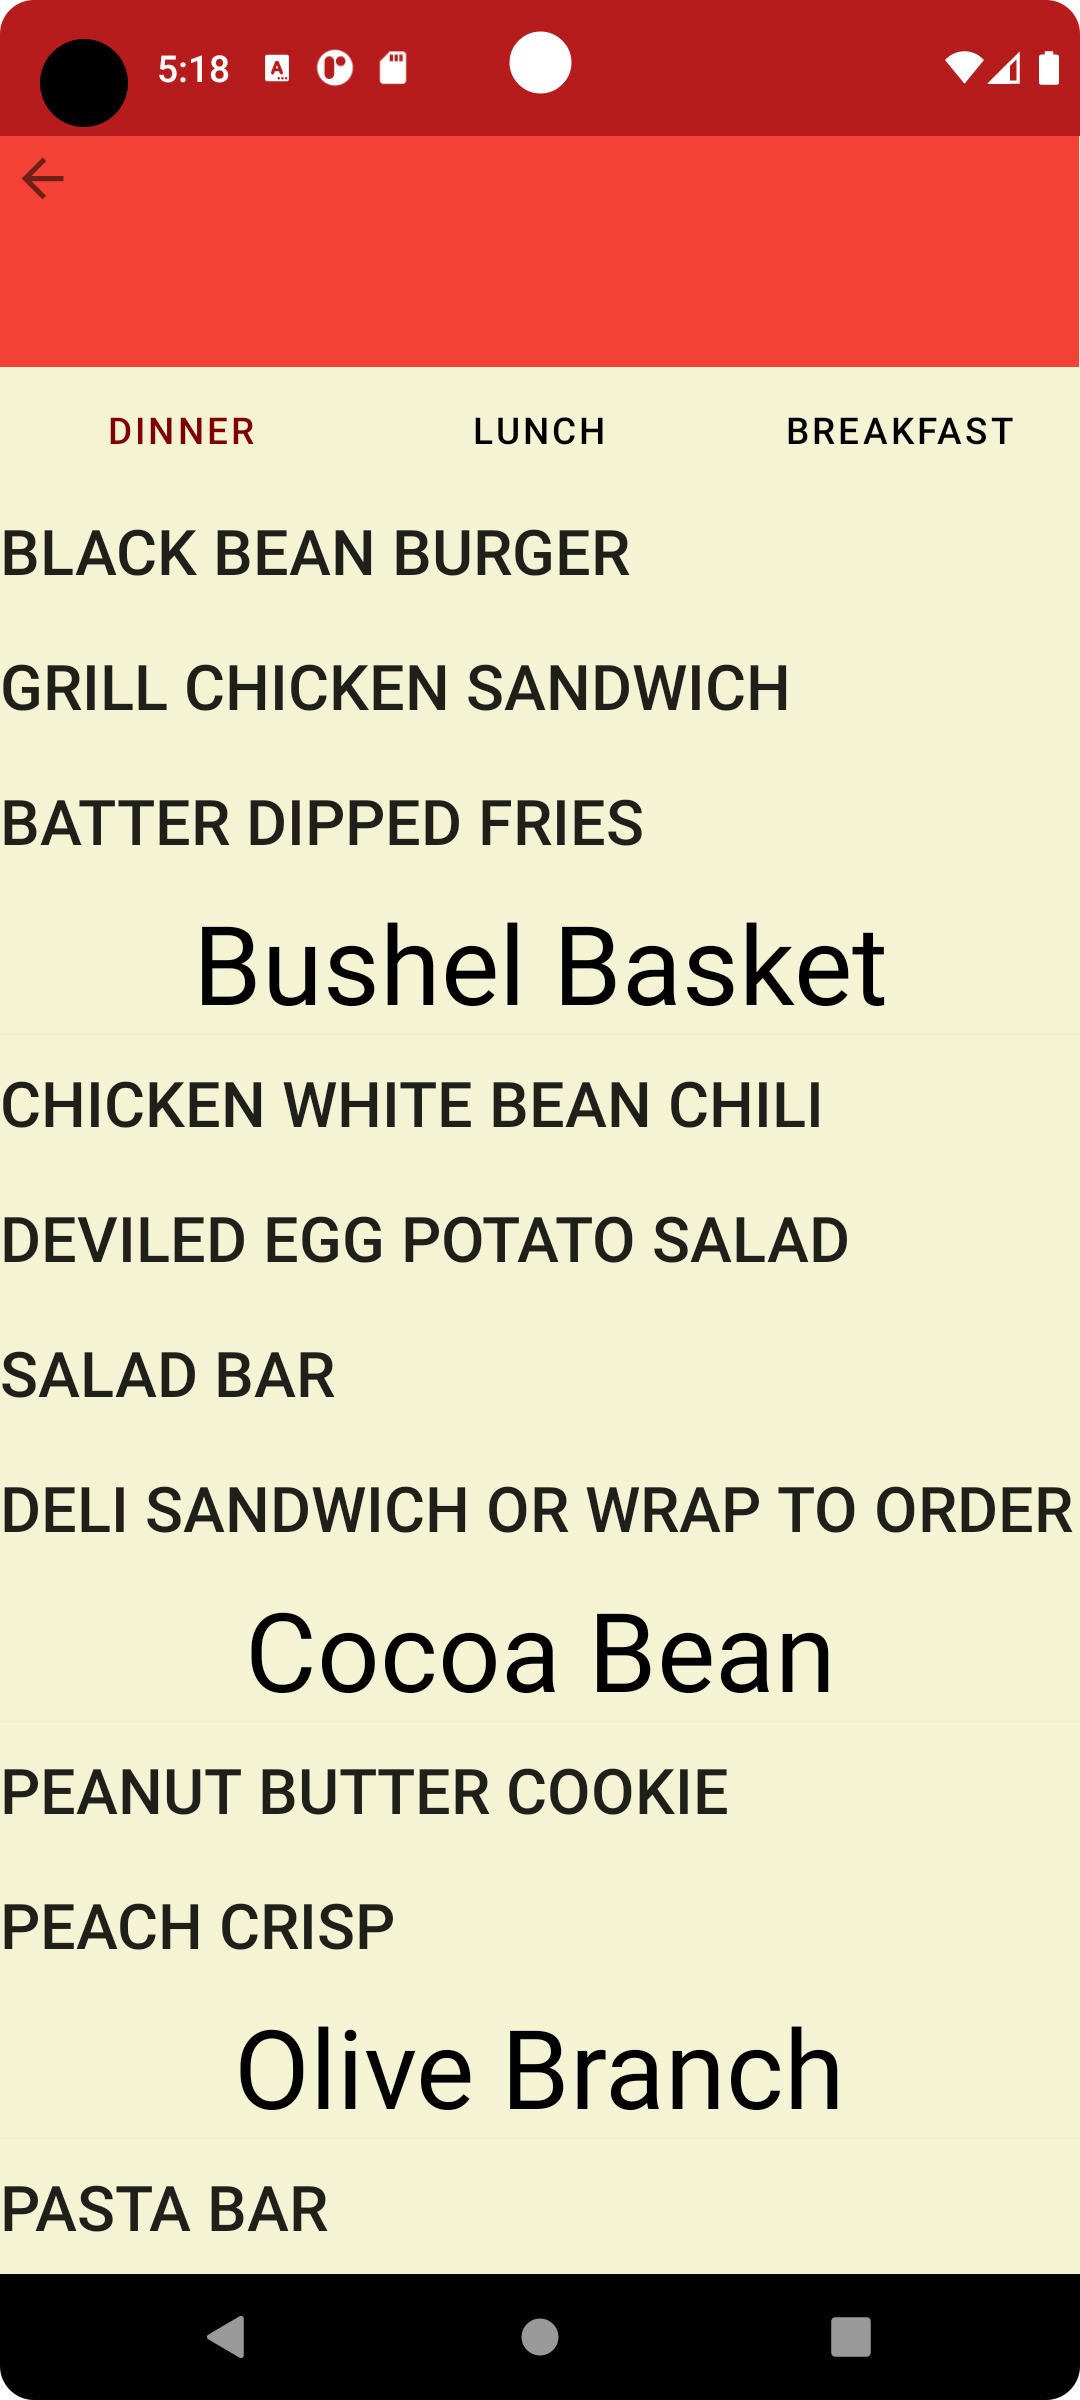 5:18
DINNER LUNCH BREAKFAST
BLACK BEAN BURGER
GRILL CHICKEN SANDWICH
BATTER DIPPED FRIES
Bushel Basket
CHICKEN WHITE BEAN CHILI
DEVILED EGG POTATO SALAD
SALAD BAR
DELI SANDWICH OR WRAP TO ORDER
Cocoa Bean
PEANUT BUTTER COOKIE
PEACH CRISP
Olive Branch
PASTA BAR